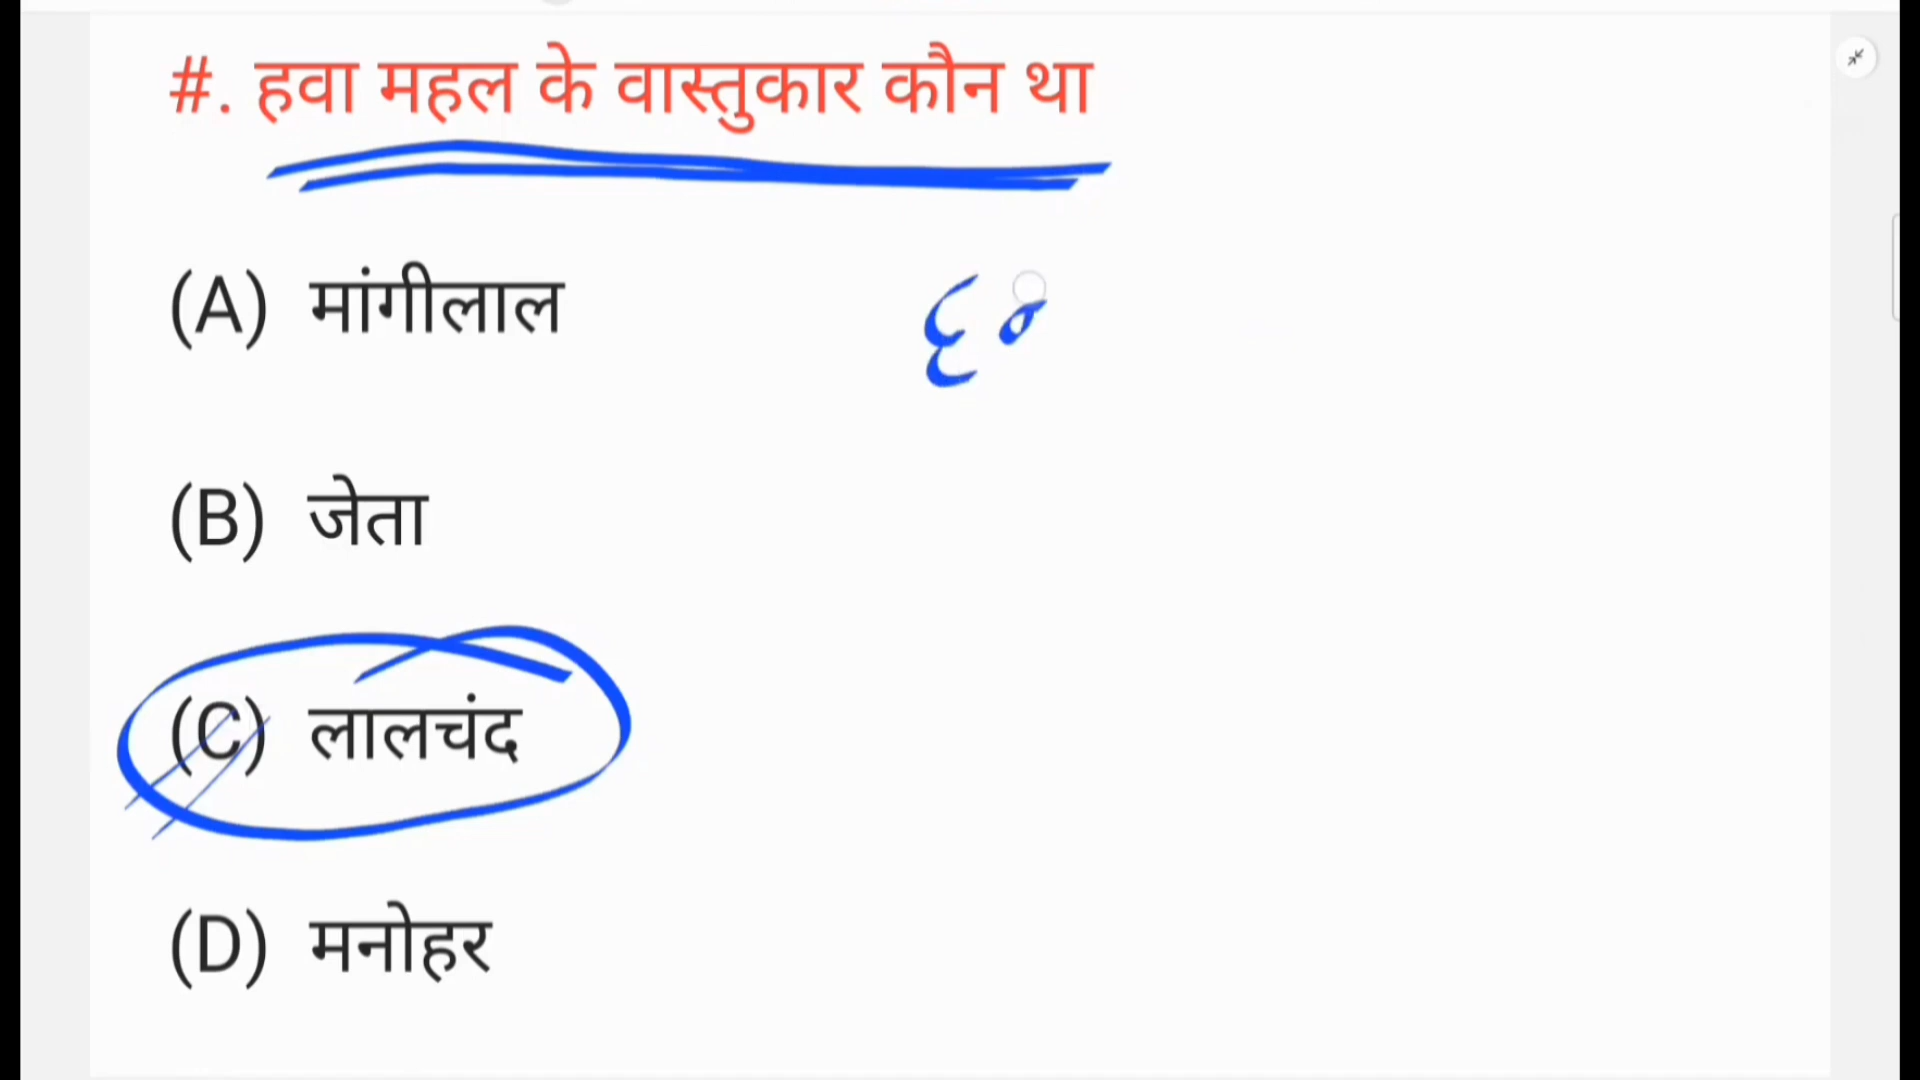 #. हवा महल के वास्तुकार कौन था
(A) मांगीलाल
(B) जेता
(C) लालचंद
(D) मनोहर